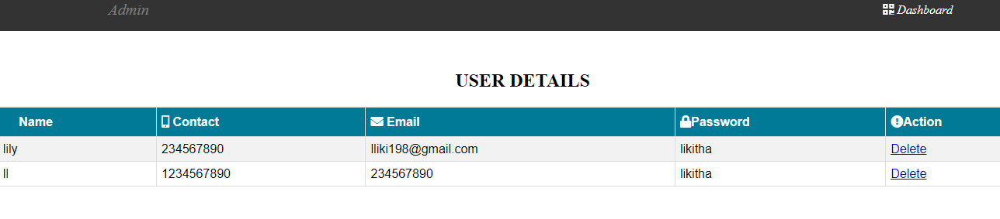 Admin Dashboard
USER DETAILS
Name Contact Email Password Action
lily 234567890 lliki198@gmail.com likitha Delete
ll 1234567890 234567890 likitha Delete